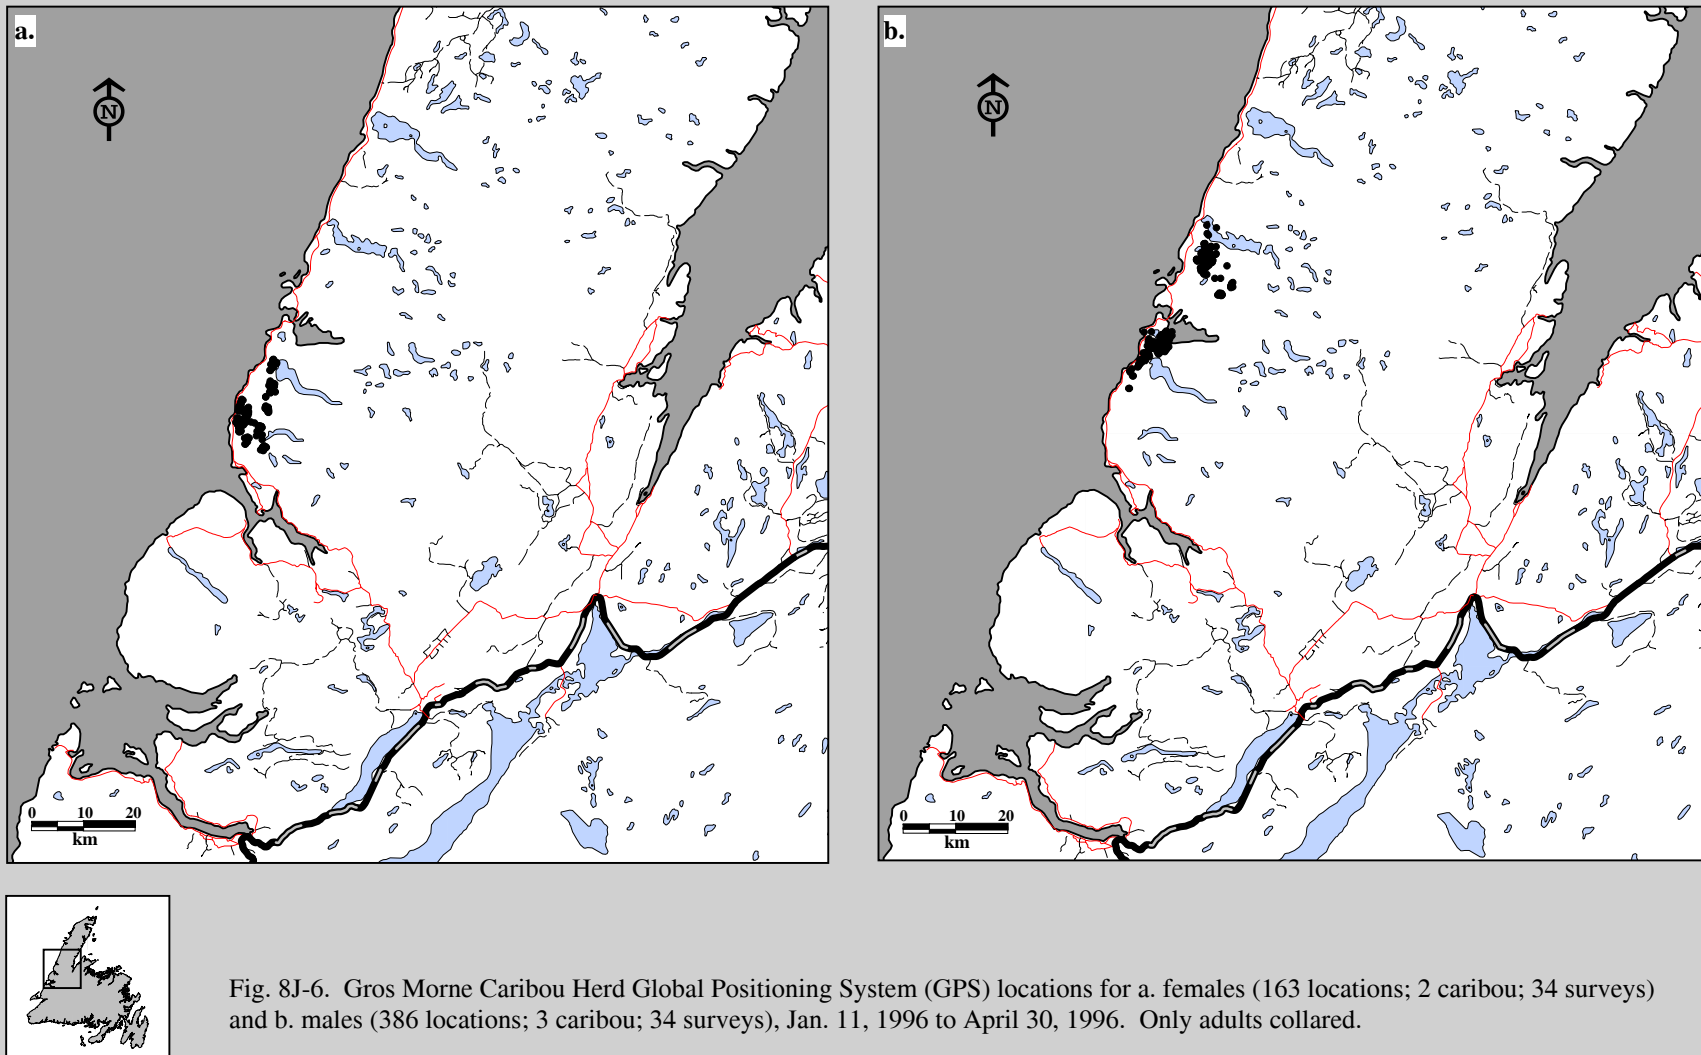 a.
N
0 10 20
km
b.
N
0 10 20
km
Fig. 8J-6. Gros Morne Caribou Herd Global Positioning System (GPS) locations for a. females (163 locations; 2 caribou; 34 surveys)
and b. males (386 locations; 3 caribou; 34 surveys), Jan. 11, 1996 to April 30, 1996. Only adults collared.